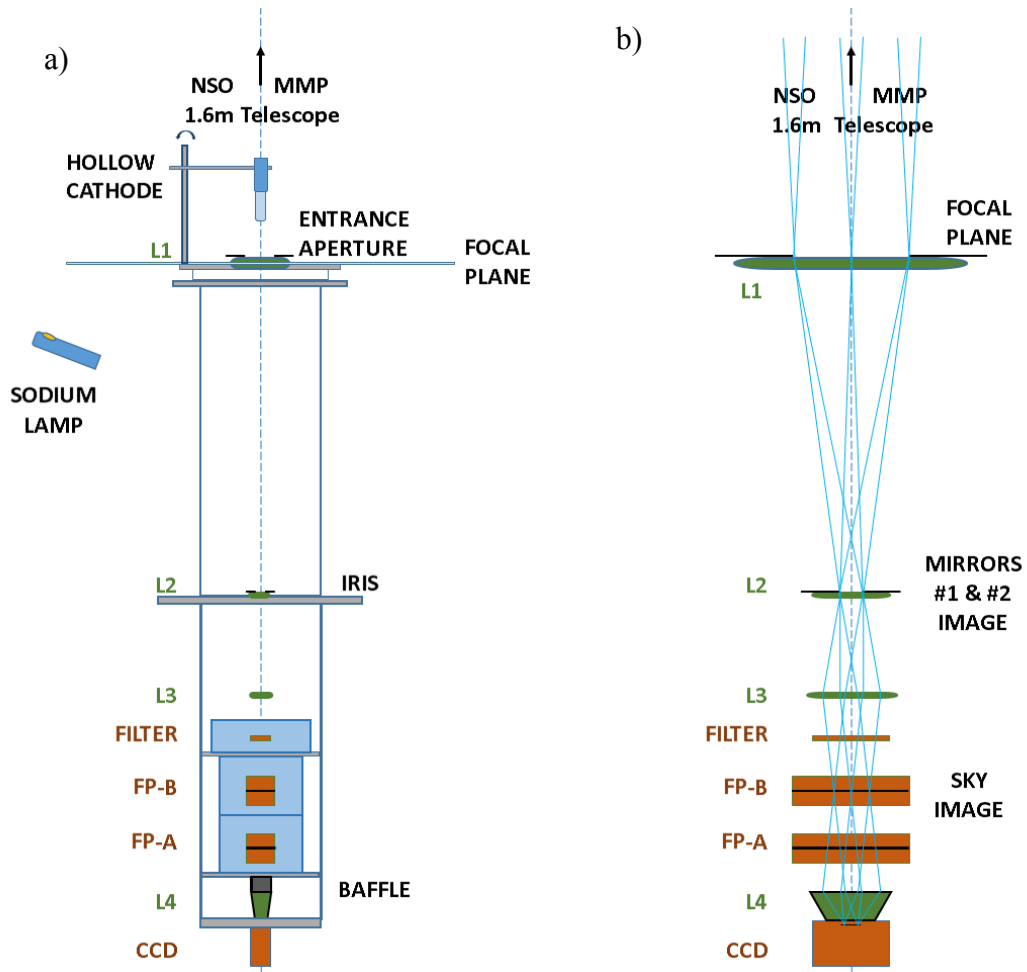 a)
NSO MMP
1.6m Telescope
HOLLOW
CATHODE
ENTRANCE
APERTURE
L1
FOCAL
PLANE
SODIUM
LAMP
L2
IRIS
L3
FILTER
FP-B
FP-A
BAFFLE
L4
CCD
b)
NSO MMP
1.6m Telescope
FOCAL
PLANE
L1
L2
MIRRORS
#1 & #2
IMAGE
L3
FILTER
FP-B
SKY
IMAGE
FP-A
L4
CCD